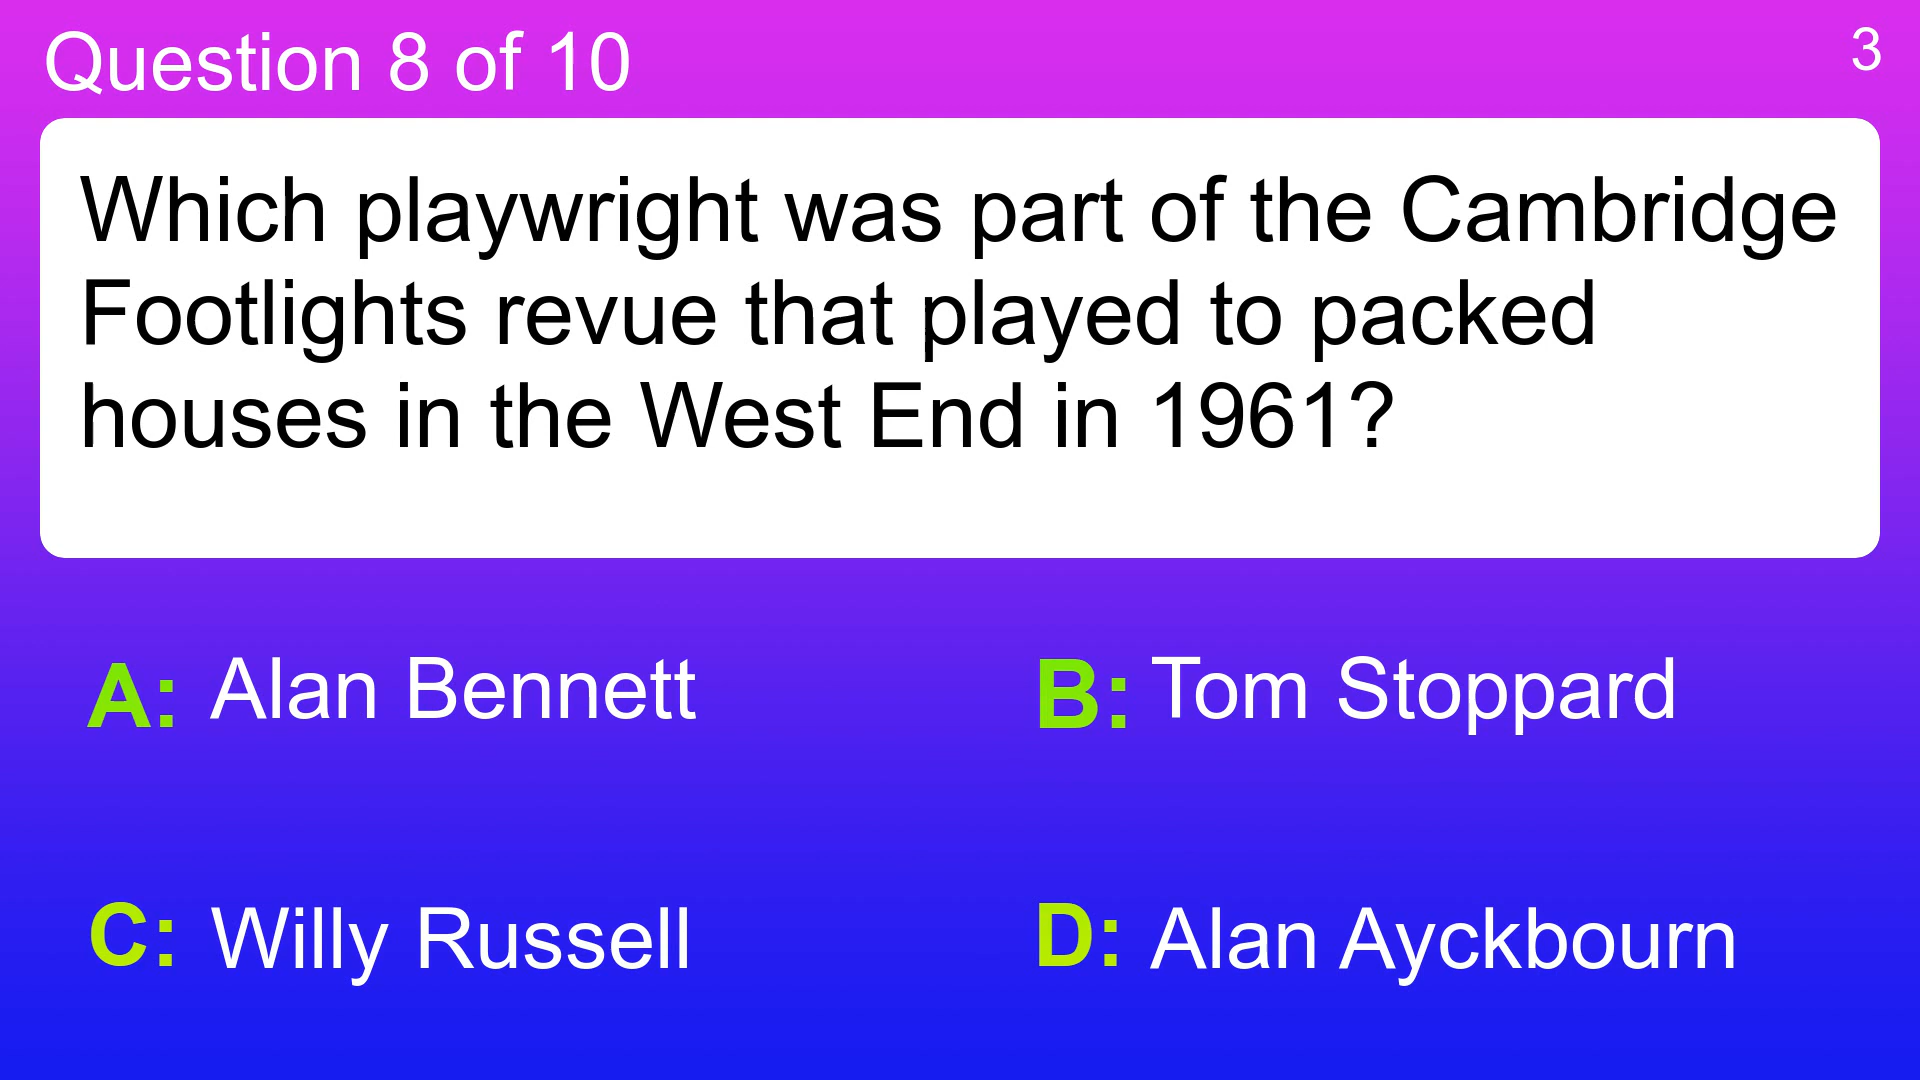 Question 8 of 10
3
Which playwright was part of the Cambridge
Footlights revue that played to packed
houses in the West End in 1961?
A: Alan Bennett
B: Tom Stoppard
C: Willy Russell
D: Alan Ayckbourn